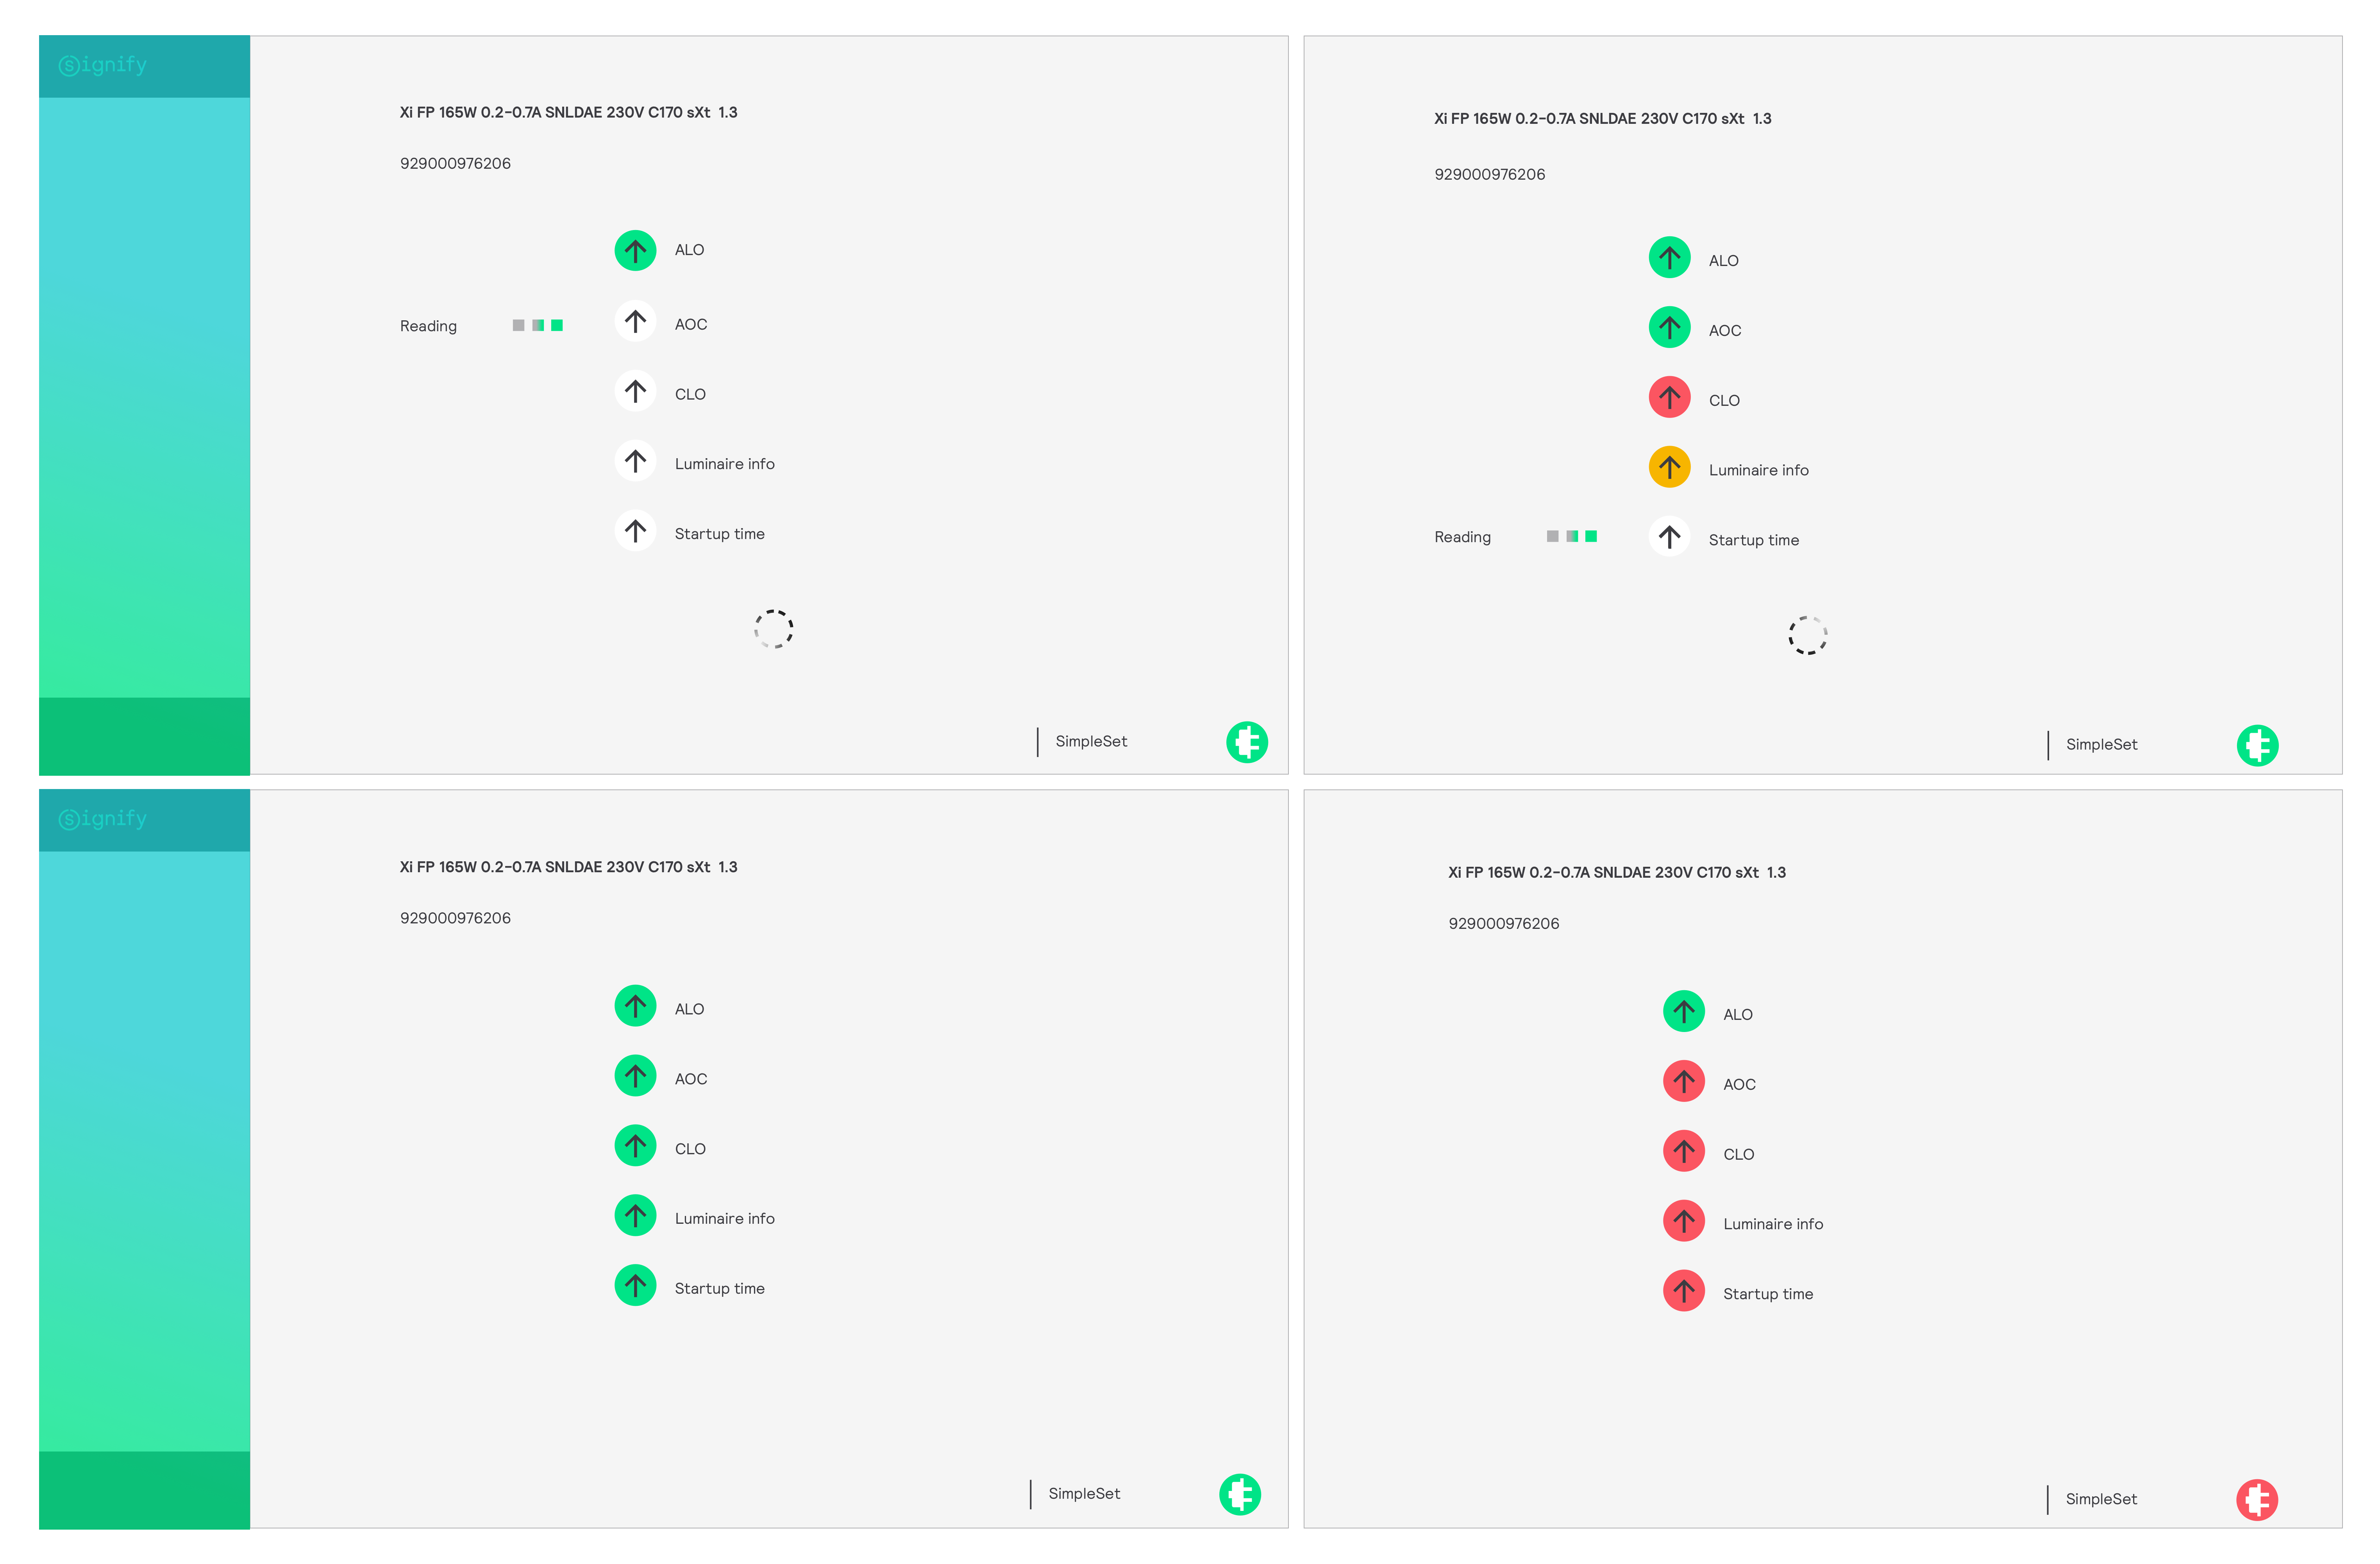 signify
Xi FP 165W 0.2-0.7A SNLDAE 230V C170 sXt 1.3
929000976206
ALO
Reading
AOC
CLO
Luminaire info
Startup time
SimpleSet
Xi FP 165W 0.2-0.7A SNLDAE 230V C170 sXt 1.3
929000976206
ALO
AOC
CLO
Luminaire info
Reading
Startup time
SimpleSet
signify
Xi FP 165W 0.2-0.7A SNLDAE 230V C170 sXt 1.3
929000976206
ALO
AOC
CLO
Luminaire info
Startup time
SimpleSet
Xi FP 165W 0.2-0.7A SNLDAE 230V C170 sXt 1.3
929000976206
ALO
AOC
CLO
Luminaire info
Startup time
SimpleSet